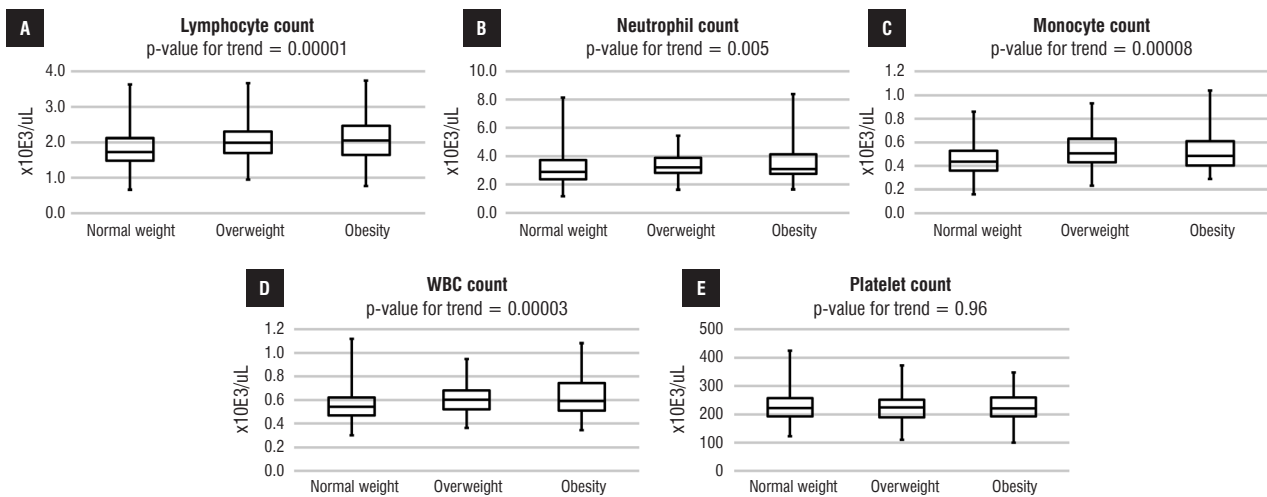 A
Lymphocyte count
p-value for trend = 0.00001
4.0
3.0
2.0
1.0
0.0
x10E3/uL
Normal weight Overweight Obesity
B
Neutrophil count
p-value for trend = 0.005
10.0
8.0
6.0
4.0
2.0
0.0
x10E3/uL
Normal weight Overweight Obesity
C
Monocyte count
p-value for trend = 0.00008
1.2
1.0
0.8
0.6
0.4
0.2
0.0
x10E3/uL
Normal weight Overweight Obesity
D
WBC count
p-value for trend = 0.00003
1.2
1.0
0.8
0.6
0.4
0.2
0.0
x10E3/uL
Normal weight Overweight Obesity
E
Platelet count
p-value for trend = 0.96
500
400
300
200
100
0
x10E3/uL
Normal weight Overweight Obesity